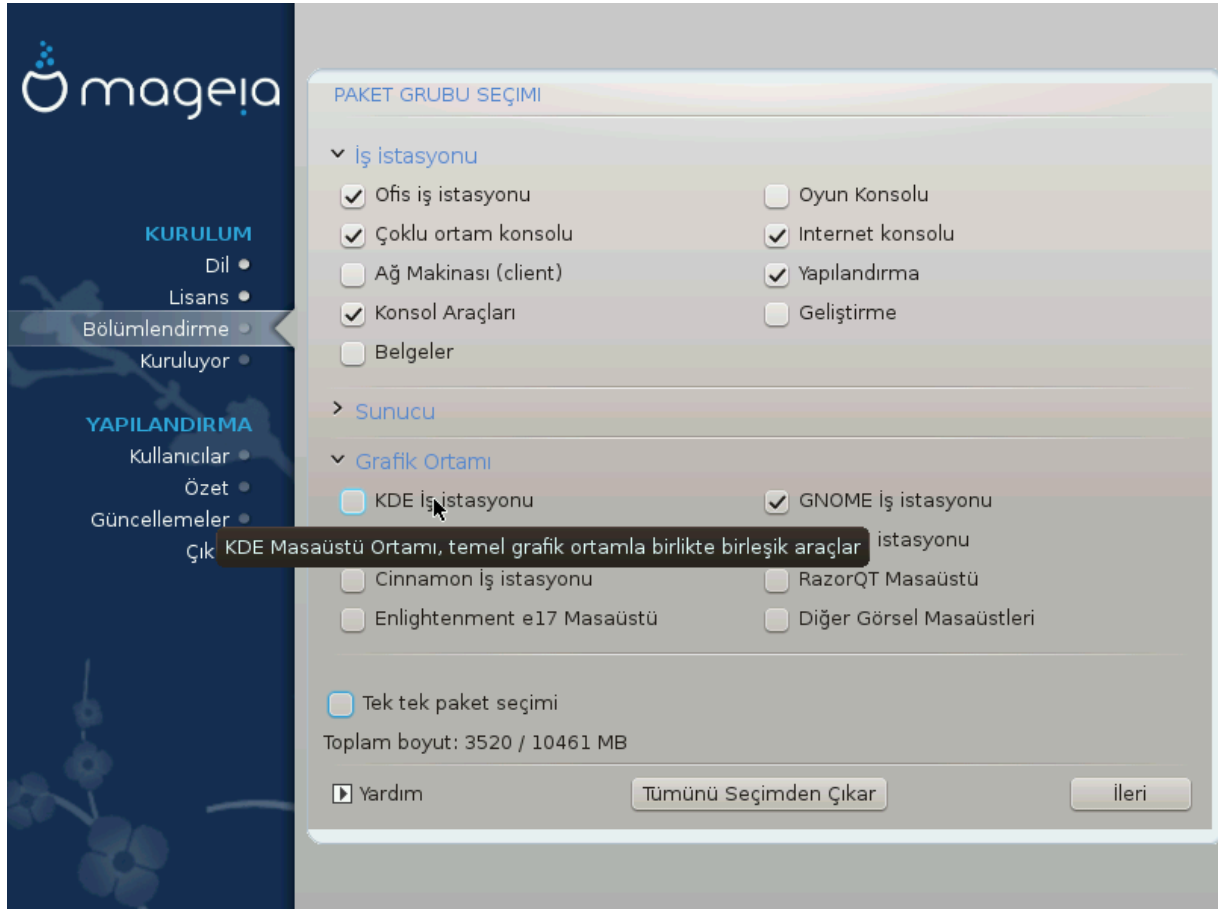 mageia
KURULUM
Dil
Lisans
Bölümlendirme
Kuruluyor
YAPILANDIRMA
Kullanıcılar
Özet
Güncellemeler
Çık
PAKET GRUBU SEÇIMI
İş istasyonu
Ofis iş istasyonu
Oyun Konsolu
Çoklu ortam konsolu
Internet konsolu
Ağ Makinası (client)
Yapılandırma
Konsol Araçları
Geliştirme
Belgeler
Sunucu
Grafik Ortamı
KDE İş istasyonu
GNOME İş istasyonu
KDE Masaüstü Ortamı, temel grafik ortamla birlikte birleşik araçlar
istasyonu
Cinnamon İş istasyonu
RazorQT Masaüstü
Enlightenment e17 Masaüstü
Diğer Görsel Masaüstleri
Tek tek paket seçimi
Toplam boyut: 3520 / 10461 MB
Yardım
Tümünü Seçimden Çıkar
İleri